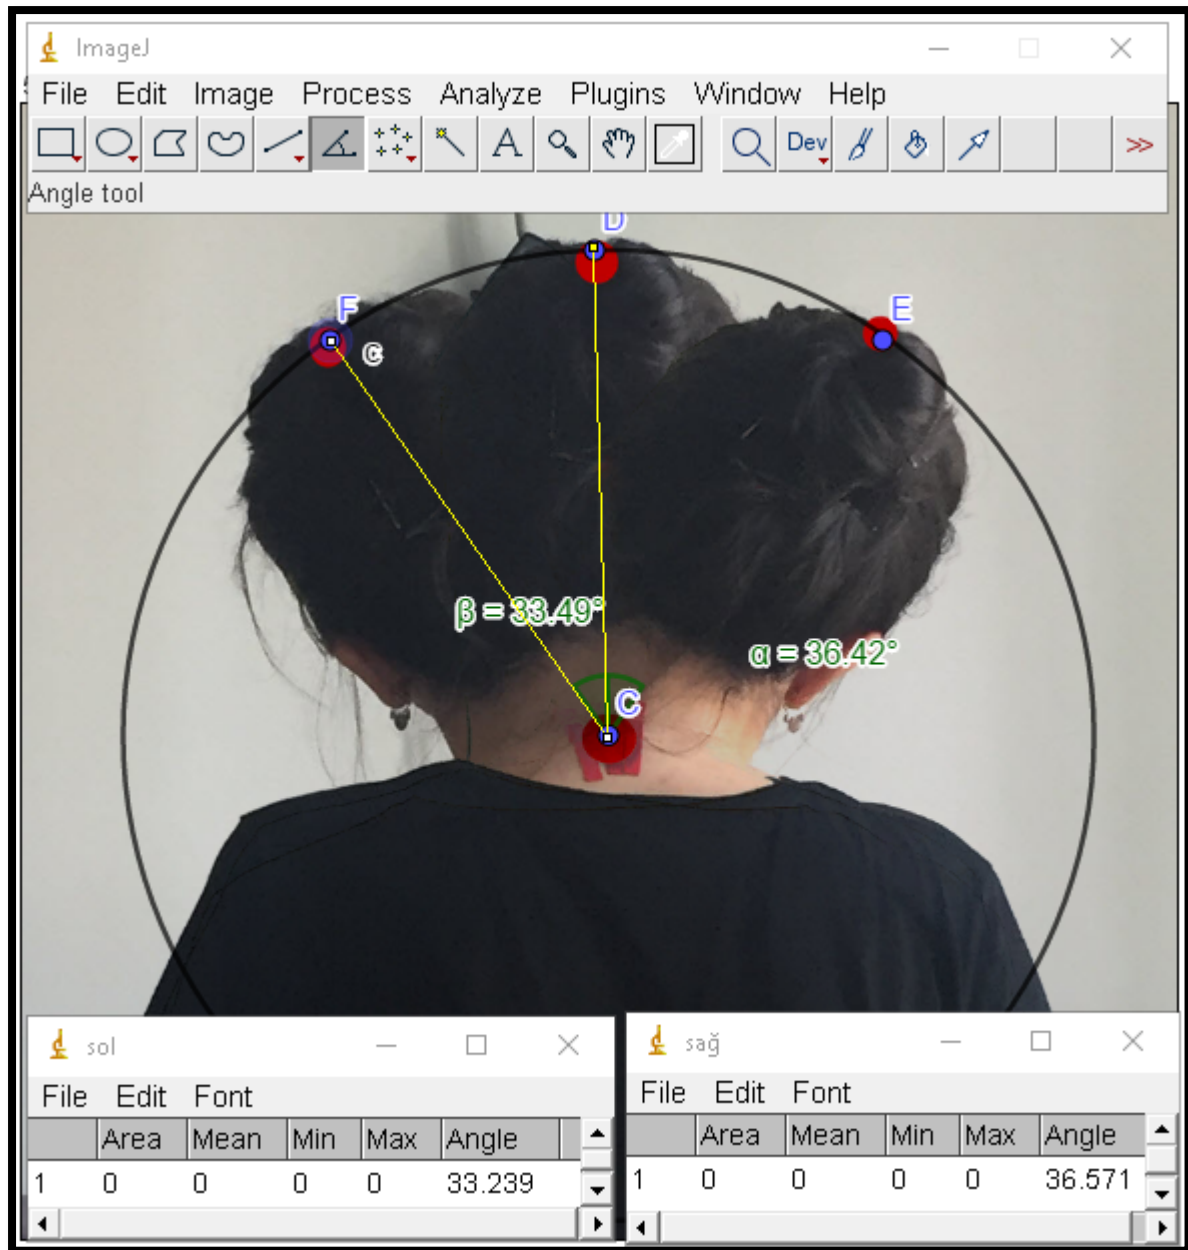 ImageJ
File Edit Image Process Analyze Plugins Window Help
A Dev >>
Angle tool
D
F
E
C
β = 33.49°
α = 36.42°
C
sol
File Edit Font
Area Mean Min Max Angle
1 0 0 0 0 33.239
sağ
File Edit Font
Area Mean Min Max Angle
1 0 0 0 0 36.571